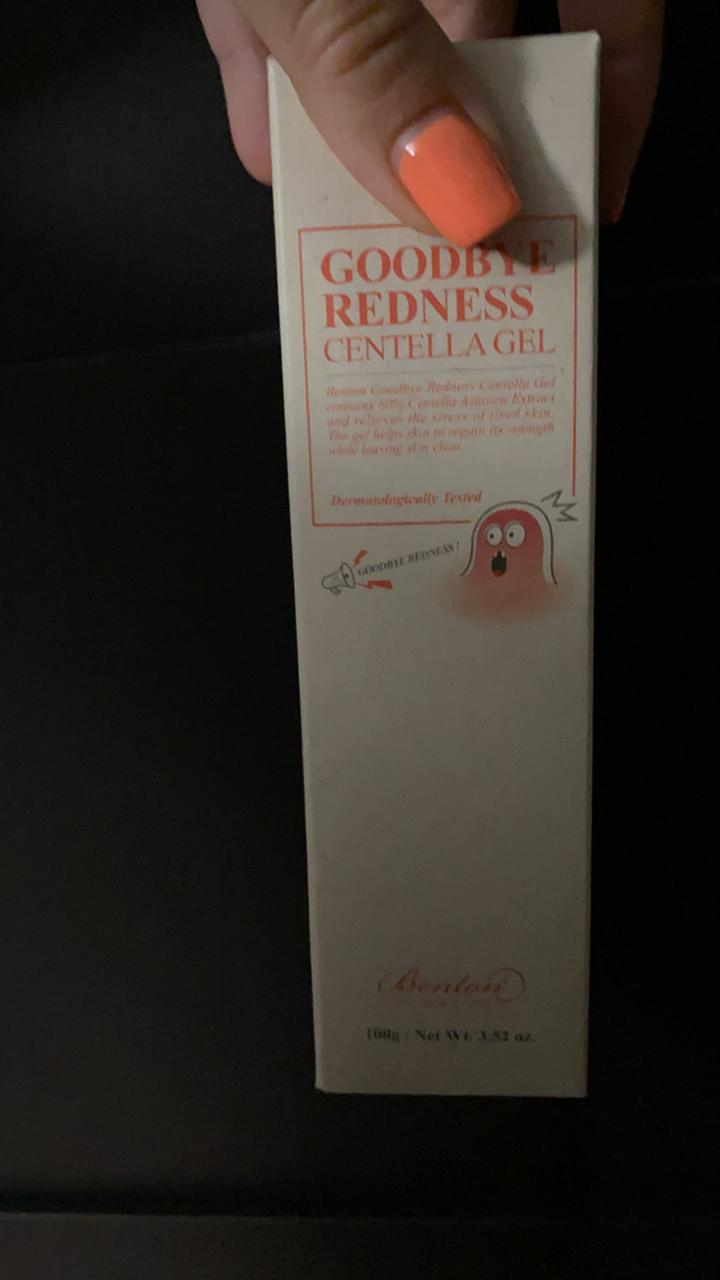 GOODBYE
REDNESS
CENTELLA GEL
Benton Goodbye Redness Centella Gel
contains 80% Centella Asiatica Extract
and relieves the stress of tired skin.
The gel helps skin to regain its strength
while leaving skin clear.
Dermatologically Tested
GOODBYE REDNESS!
Benton
100g / Net Wt. 3.52 oz.